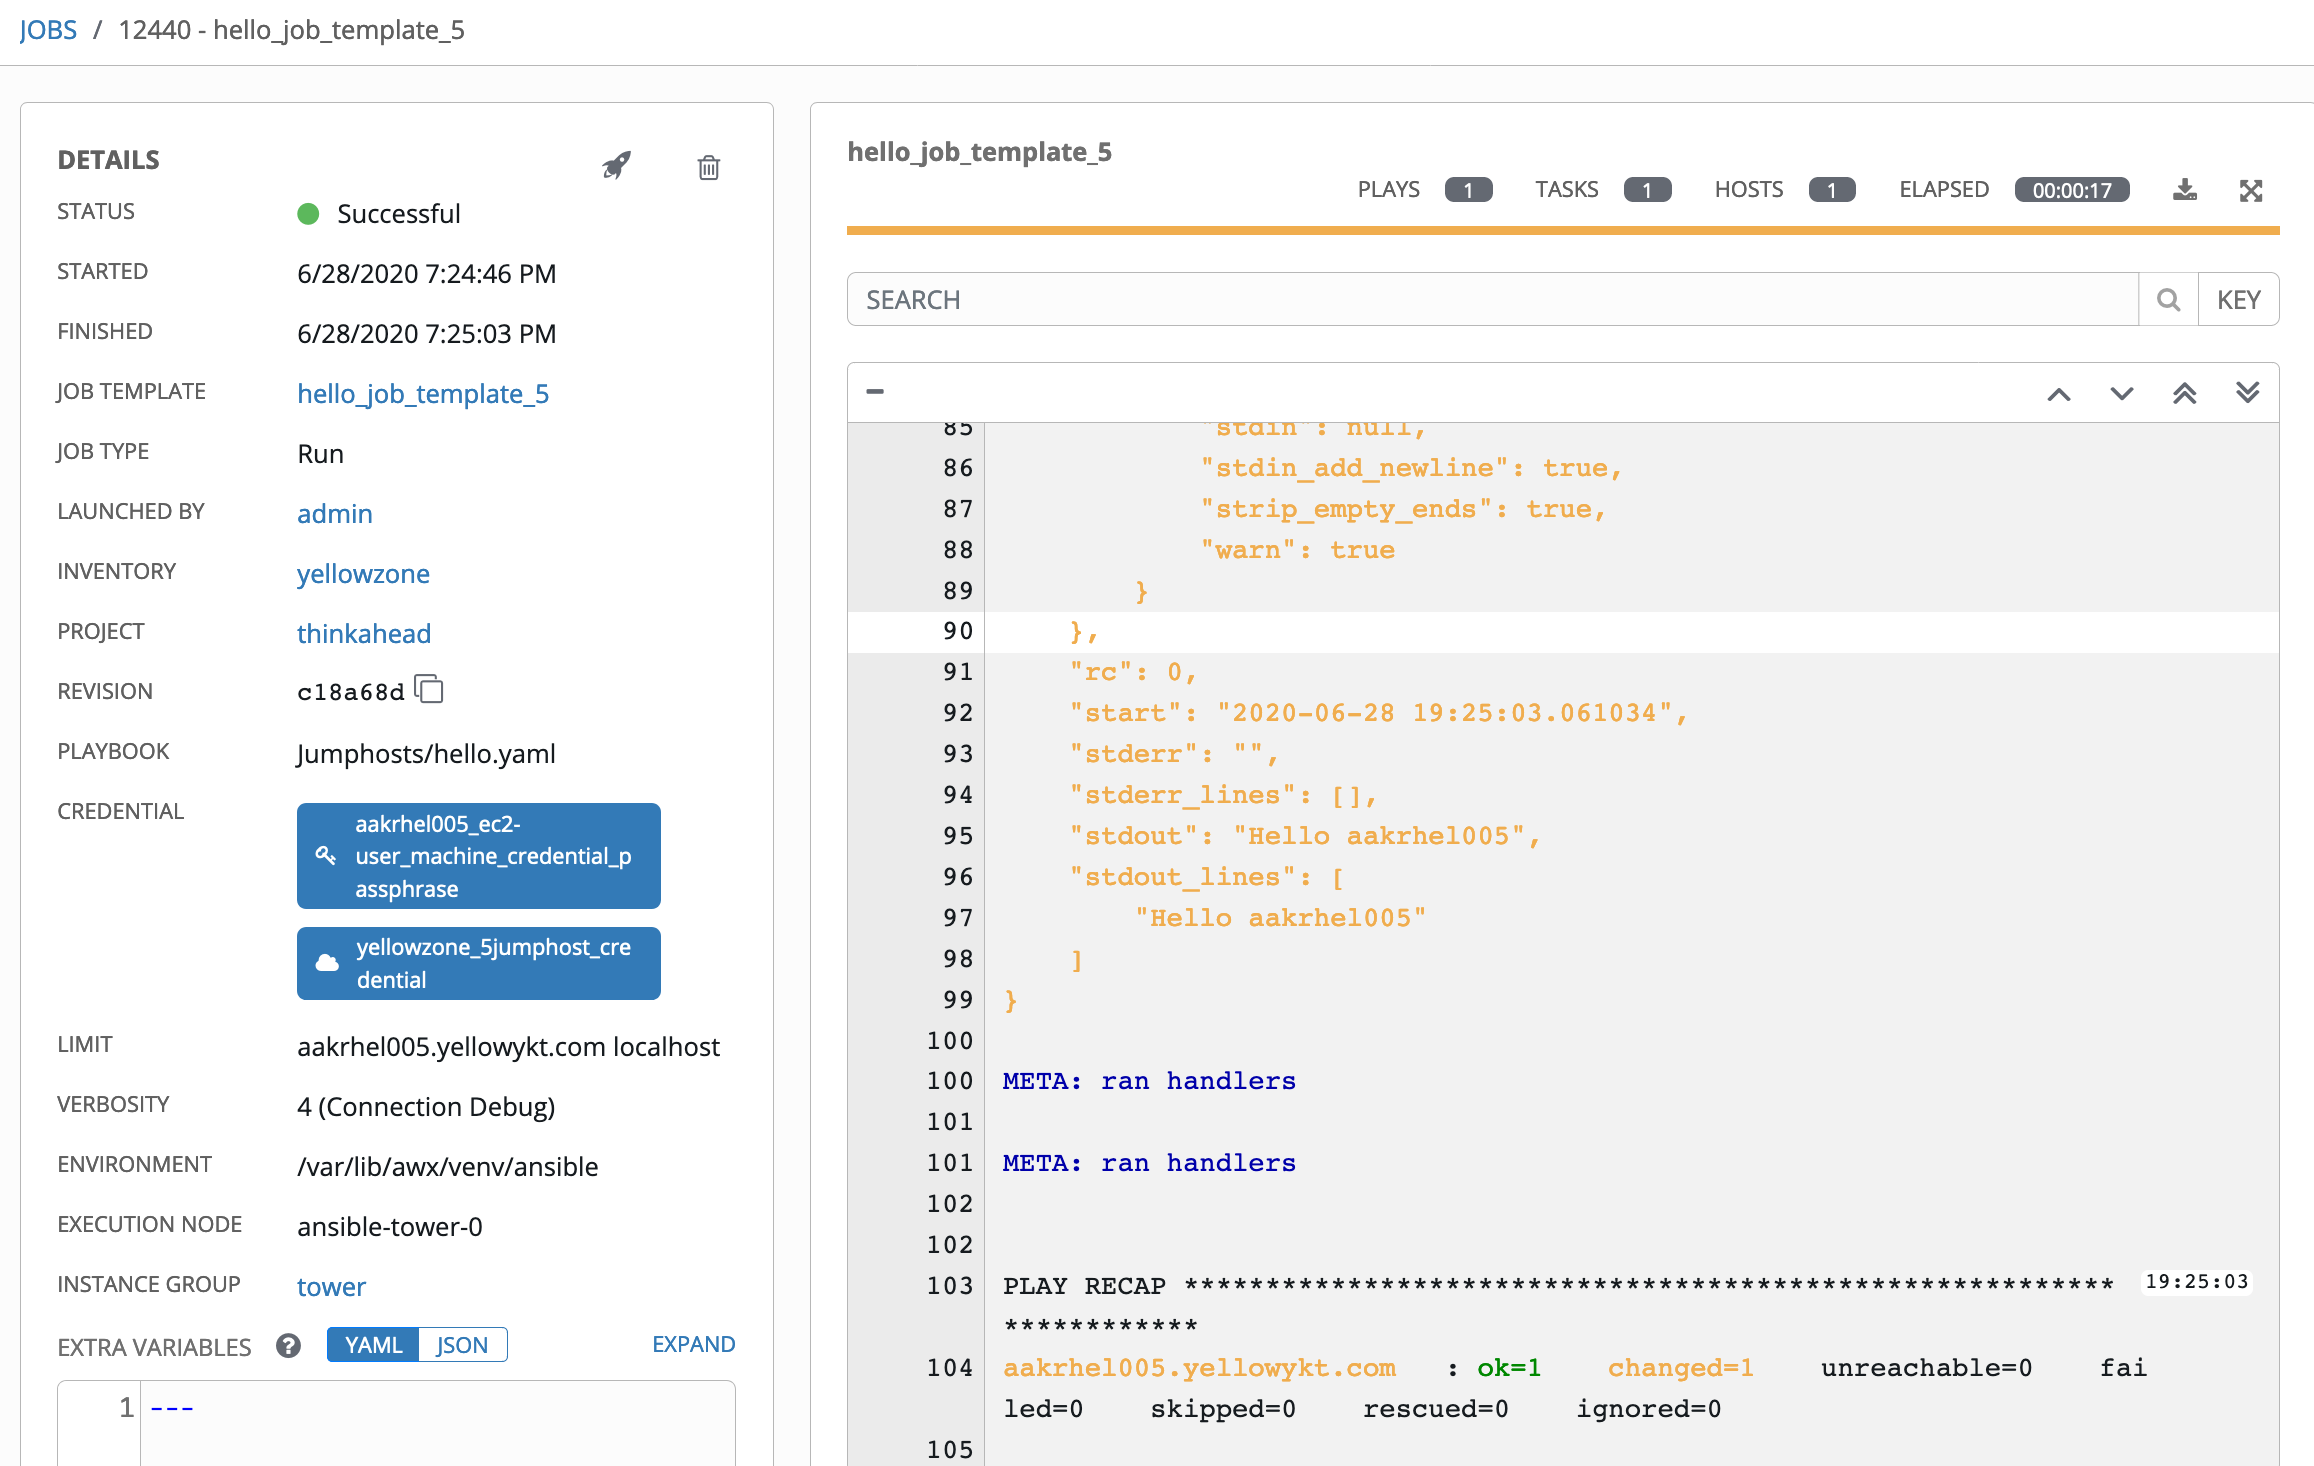 JOBS / 12440 - hello_job_template_5
DETAILS
STATUS Successful
STARTED 6/28/2020 7:24:46 PM
FINISHED 6/28/2020 7:25:03 PM
JOB TEMPLATE hello_job_template_5
JOB TYPE Run
LAUNCHED BY admin
INVENTORY yellowzone
PROJECT thinkahead
REVISION c18a68d
PLAYBOOK Jumphosts/hello.yaml
CREDENTIAL
aakrhel005_ec2-
user_machine_credential_p
assphrase
yellowzone_5jumphost_cre
dential
LIMIT aakrhel005.yellowykt.com localhost
VERBOSITY 4 (Connection Debug)
ENVIRONMENT /var/lib/awx/venv/ansible
EXECUTION NODE ansible-tower-0
INSTANCE GROUP tower
EXTRA VARIABLES ? YAML JSON EXPAND
1 ---
hello_job_template_5
PLAYS 1 TASKS 1 HOSTS 1 ELAPSED 00:00:17
SEARCH KEY
85 "stdin": null,
86 "stdin_add_newline": true,
87 "strip_empty_ends": true,
88 "warn": true
89 }
90 },
91 "rc": 0,
92 "start": "2020-06-28 19:25:03.061034",
93 "stderr": "",
94 "stderr_lines": [],
95 "stdout": "Hello aakrhel005",
96 "stdout_lines": [
97 "Hello aakrhel005"
98 ]
99 }
100
100 META: ran handlers
101
101 META: ran handlers
102
102
103 PLAY RECAP ********************************************************* 19:25:03
************
104 aakrhel005.yellowykt.com : ok=1 changed=1 unreachable=0 fai
led=0 skipped=0 rescued=0 ignored=0
105